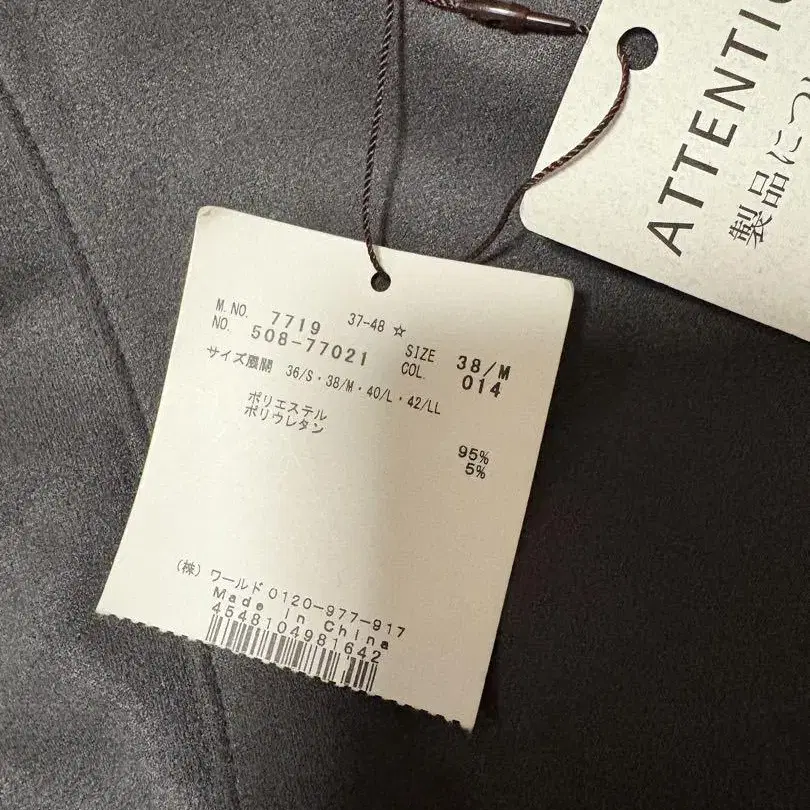 ATTENTIO
製品につい
M.NO. 7719 37-48 ☆
NO. 508-77021 SIZE 38/M
COL. 014
サイズ展開 36/S・38/M・40/L・42/LL
ポリエステル 95%
ポリウレタン 5%
(株) ワールド 0120-977-917
Made in China
4548104981642